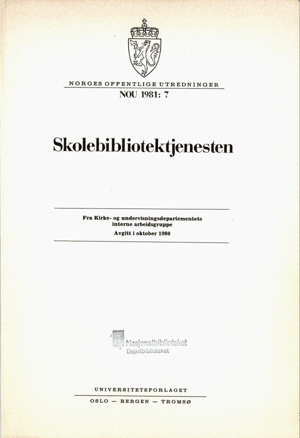 NORGES OFFENTLIGE UTREDNINGER
NOU 1981: 7
Skolebibliotektjenesten
Fra Kirke- og undervisningsdepartementets
interne arbeidsgruppe
Avgitt i oktober 1980
Nasjonalbiblioteket
Depotbiblioteket
UNIVERSITETSFORLAGET
OSLO — BERGEN — TROMSØ